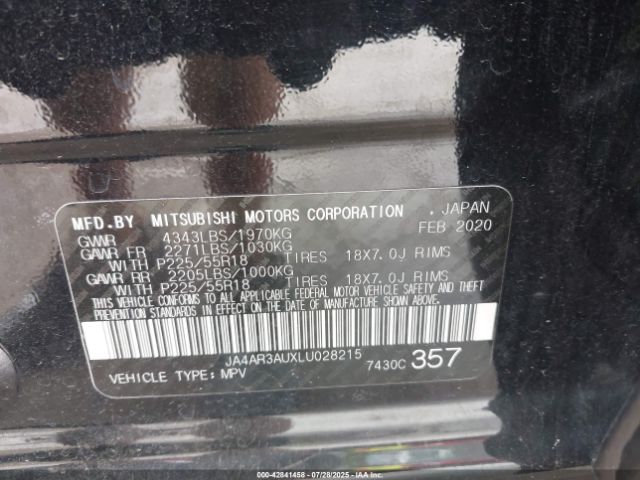 MFD.BY MITSUBISHI MOTORS CORPORATION . JAPAN
FEB 2020
GVWR 4343LBS/1970KG
GAWR FR 2271LBS/1030KG
WITH P225/55R18 TIRES 18X7.0J RIMS
GAWR RR 2205LBS/1000KG
WITH P225/55R18 TIRES 18X7.0J RIMS
THIS VEHICLE CONFORMS TO ALL APPLICABLE FEDERAL MOTOR VEHICLE SAFETY AND THEFT
PREVENTION STANDARDS IN EFFECT ON THE DATE OF MANUFACTURE SHOWN ABOVE.
JA4AR3AUXLU028215
7430C 357
VEHICLE TYPE: MPV
000-42841458 | 07/28/2025 - IAAI.COM